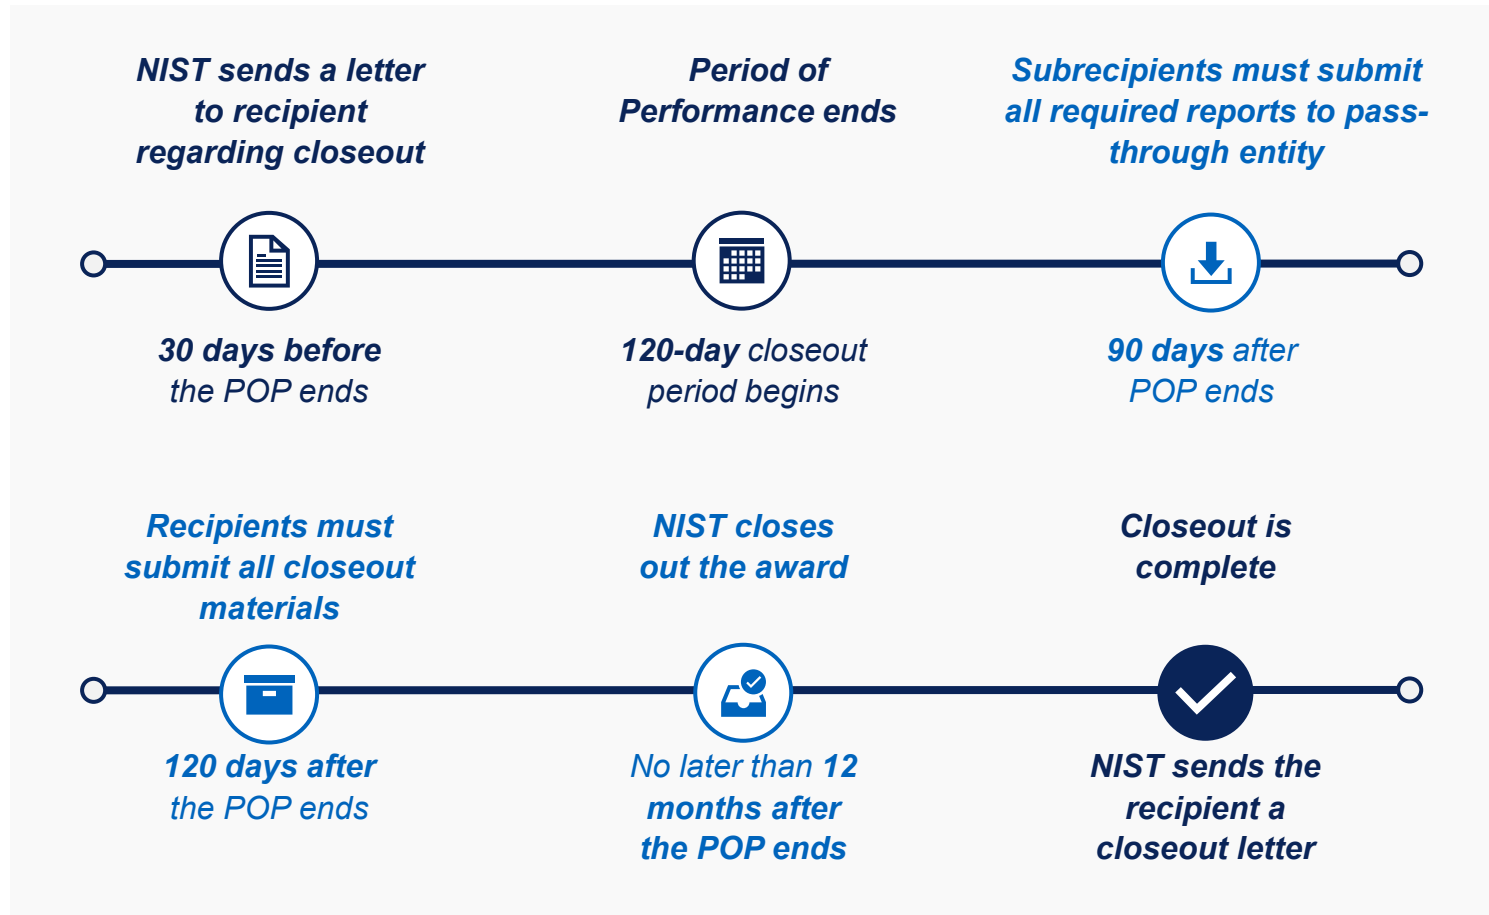 NIST sends a letter
to recipient
regarding closeout
30 days before
the POP ends
Period of
Performance ends
120-day closeout
period begins
Subrecipients must submit
all required reports to pass-
through entity
90 days after
POP ends
Recipients must
submit all closeout
materials
120 days after
the POP ends
NIST closes
out the award
No later than 12
months after
the POP ends
Closeout is
complete
NIST sends the
recipient a
closeout letter